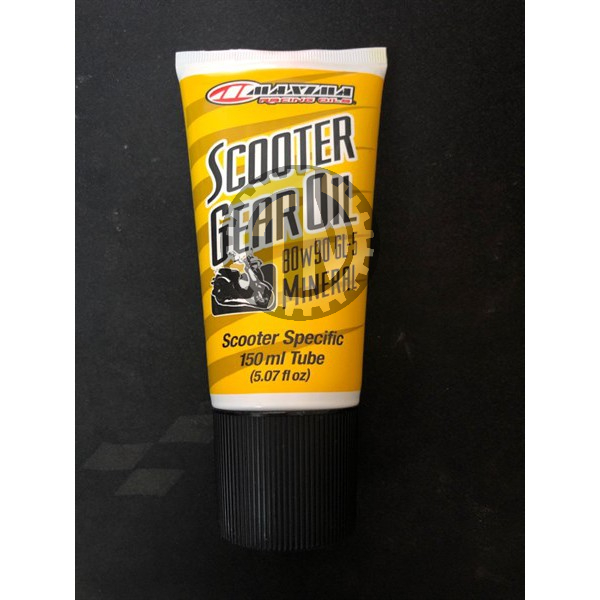 MAXIMA
RACING OILS
SCOOTER
GEAR OIL
80W90 GL-5
MINERAL
Scooter Specific
150 ml Tube
(5.07 fl oz)